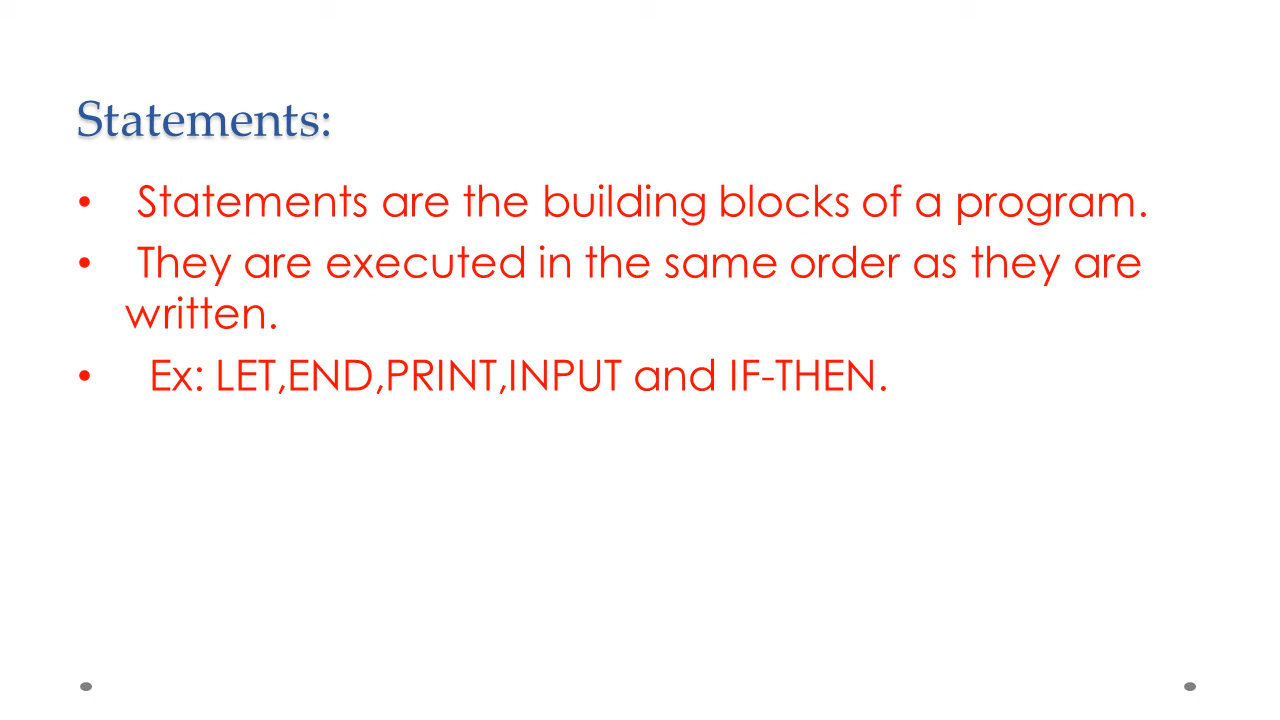 Statements:
• Statements are the building blocks of a program.
• They are executed in the same order as they are
written.
• Ex: LET,END,PRINT,INPUT and IF-THEN.